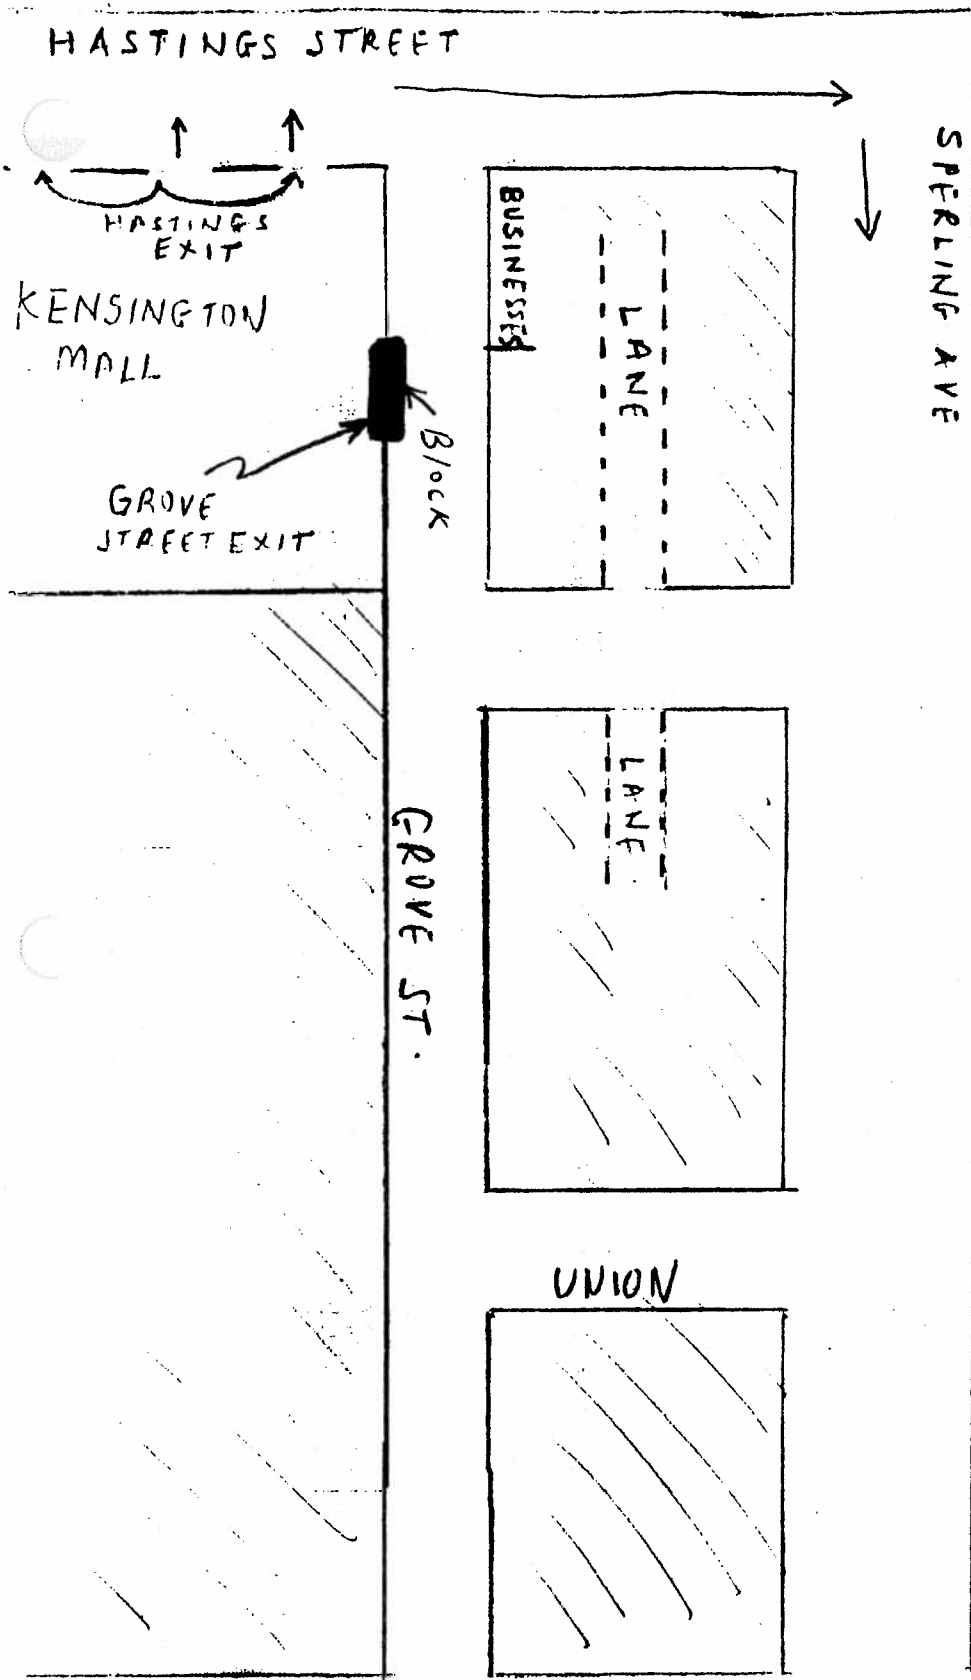 HASTINGS STREET
SPERLING AVE
HASTINGS
EXIT
KENSINGTON
MALL
BUSINESSES
LANE
Block
GROVE
STREET EXIT
LANE
GROVE ST.
UNION